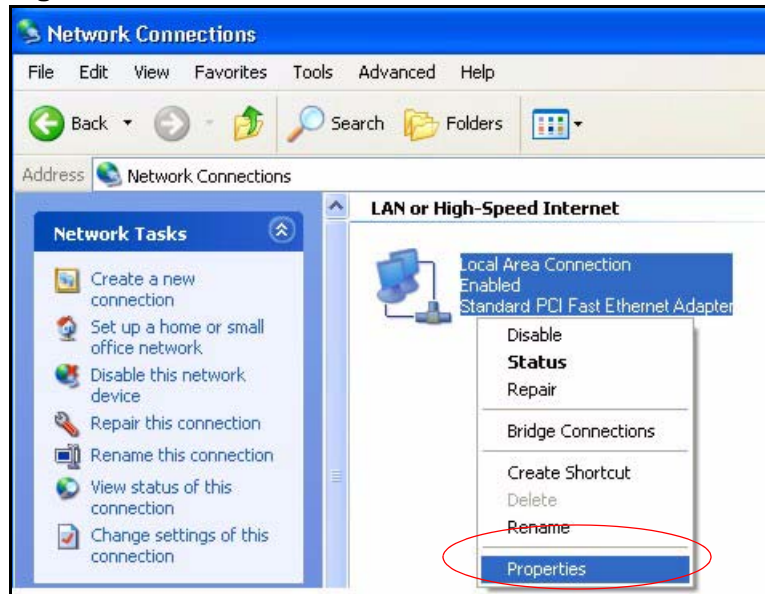 Network Connections
File Edit View Favorites Tools Advanced Help
Back Search Folders
Address Network Connections
Network Tasks
Create a new
connection
Set up a home or small
office network
Disable this network
device
Repair this connection
Rename this connection
View status of this
connection
Change settings of this
connection
LAN or High-Speed Internet
Local Area Connection
Enabled
Standard PCI Fast Ethernet Adapter
Disable
Status
Repair
Bridge Connections
Create Shortcut
Delete
Rename
Properties